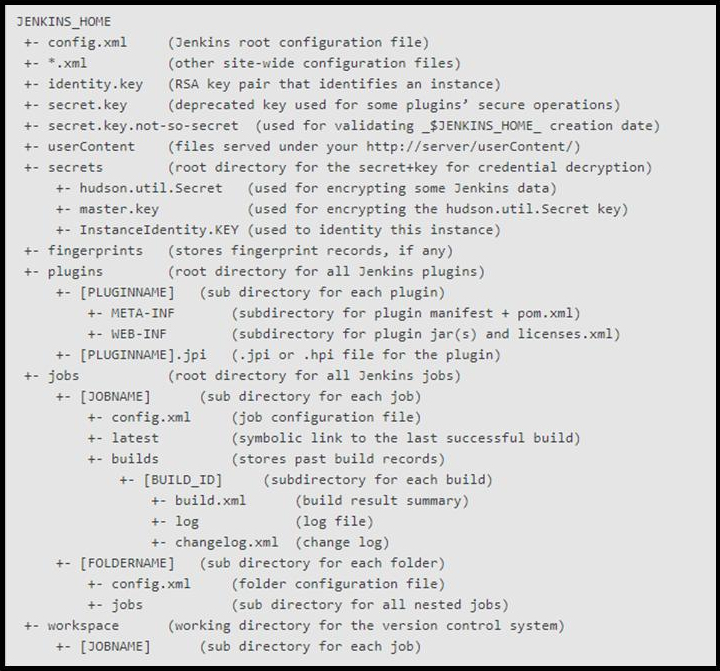 JENKINS_HOME
+- config.xml (Jenkins root configuration file)
+- *.xml (other site-wide configuration files)
+- identity.key (RSA key pair that identifies an instance)
+- secret.key (deprecated key used for some plugins’ secure operations)
+- secret.key.not-so-secret (used for validating _$JENKINS_HOME_ creation date)
+- userContent (files served under your http://server/userContent/)
+- secrets (root directory for the secret+key for credential decryption)
+- hudson.util.Secret (used for encrypting some Jenkins data)
+- master.key (used for encrypting the hudson.util.Secret key)
+- InstanceIdentity.KEY (used to identity this instance)
+- fingerprints (stores fingerprint records, if any)
+- plugins (root directory for all Jenkins plugins)
+- [PLUGINNAME] (sub directory for each plugin)
+- META-INF (subdirectory for plugin manifest + pom.xml)
+- WEB-INF (subdirectory for plugin jar(s) and licenses.xml)
+- [PLUGINNAME].jpi (.jpi or .hpi file for the plugin)
+- jobs (root directory for all Jenkins jobs)
+- [JOBNAME] (sub directory for each job)
+- config.xml (job configuration file)
+- latest (symbolic link to the last successful build)
+- builds (stores past build records)
+- [BUILD_ID] (subdirectory for each build)
+- build.xml (build result summary)
+- log (log file)
+- changelog.xml (change log)
+- [FOLDERNAME] (sub directory for each folder)
+- config.xml (folder configuration file)
+- jobs (sub directory for all nested jobs)
+- workspace (working directory for the version control system)
+- [JOBNAME] (sub directory for each job)